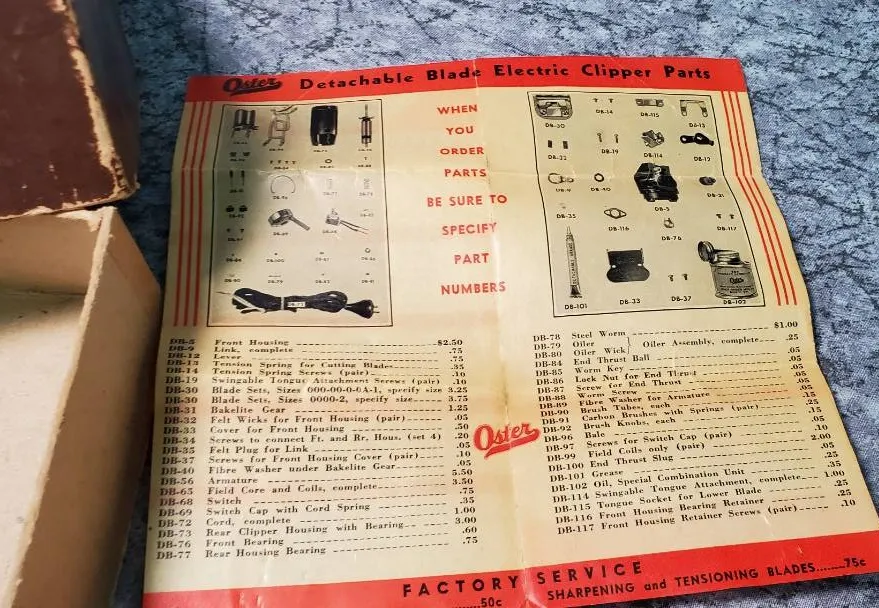 Oster Detachable Blade Electric Clipper Parts
WHEN
YOU
ORDER
PARTS
BE SURE TO
SPECIFY
PART
NUMBERS
DB-73
DB-30
DB-14
DB-115
DB-13
DB-32
DB-19
DB-114
DB-12
DB-9
DB-40
DB-5
DB-31
DB-35
DB-116
DB-76
DB-117
DB-101
DB-33
DB-37
DB-102
DB-5 Front Housing $2.50
DB-9 Link, complete .75
DB-12 Lever .75
DB-13 Tension Spring for Cutting Blades .35
DB-14 Tension Spring Screws (pair) .10
DB-19 Swingable Tongue Attachment Screws (pair) .10
DB-30 Blade Sets, Sizes 000-00-0-0A-1, specify size 3.25
DB-30 Blade Sets, Sizes 0000-2, specify size 3.75
DB-31 Bakelite Gear 1.25
DB-32 Felt Wicks for Front Housing (pair) .05
DB-33 Cover for Front Housing .50
DB-34 Screws to connect Ft. and Rr. Hous. (set 4) .20
DB-35 Felt Plug for Link .05
DB-37 Screws for Front Housing Cover (pair) .10
DB-40 Fibre Washer under Bakelite Gear .05
DB-56 Armature 5.50
DB-65 Field Core and Coils, complete 3.50
DB-68 Switch .75
DB-69 Switch Cap with Cord Spring .35
DB-72 Cord, complete 1.00
DB-73 Rear Clipper Housing with Bearing 3.00
DB-76 Front Bearing .60
DB-77 Rear Housing Bearing .75
Oster
DB-78 Steel Worm $1.00
DB-79 Oiler
DB-80 Oiler Wick
Oiler Assembly, complete .25
DB-84 End Thrust Ball .05
DB-85 Worm Key .05
DB-86 Lock Nut for End Thrust .05
DB-87 Screw for End Thrust .05
DB-88 Worm Screw
DB-89 Fibre Washer for Armature
DB-90 Brush Tubes, each
DB-91 Carbon Brushes with Springs (pair)
DB-92 Brush Knobs, each
DB-96 Bale
DB-97 Screws for Switch Cap (pair) .10
DB-99 Field Coils only (pair) 2.00
DB-100 End Thrust Slug .05
DB-101 Grease .25
DB-102 Oil, Special Combination Unit .35
DB-114 Swingable Tongue Attachment, complete 1.00
DB-115 Tongue Socket for Lower Blade .25
DB-116 Front Housing Bearing Retainer .25
DB-117 Front Housing Retainer Screws (pair) .10
FACTORY SERVICE
50c SHARPENING and TENSIONING BLADES 75c